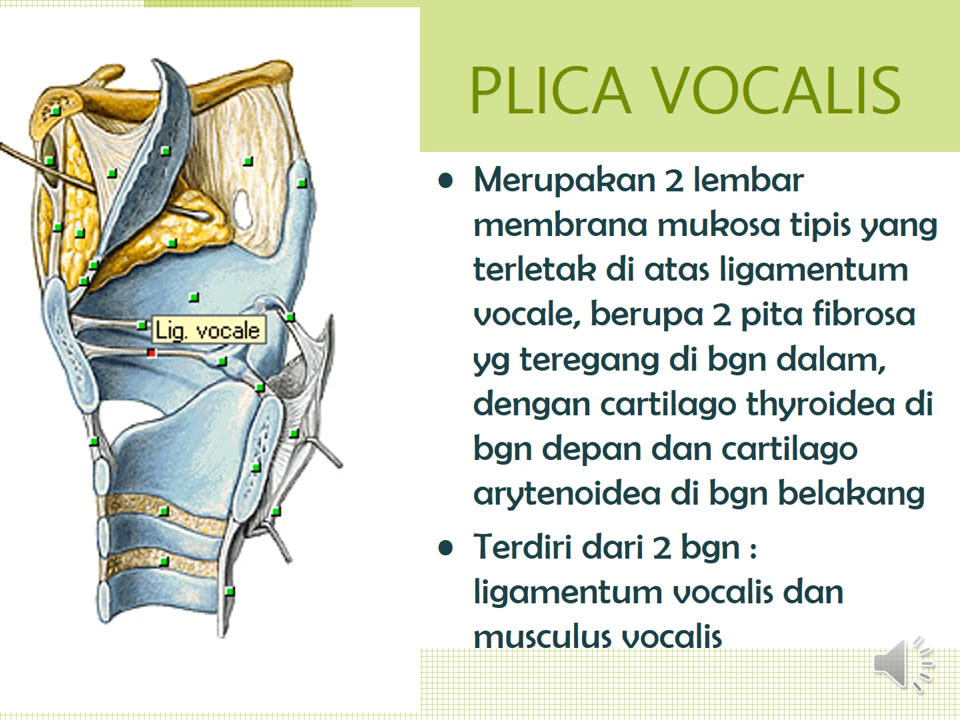 PLICA VOCALIS
Lig. vocale
• Merupakan 2 lembar
membrana mukosa tipis yang
terletak di atas ligamentum
vocale, berupa 2 pita fibrosa
yg teregang di bgn dalam,
dengan cartilago thyroidea di
bgn depan dan cartilago
arytenoidea di bgn belakang
• Terdiri dari 2 bgn :
ligamentum vocalis dan
musculus vocalis